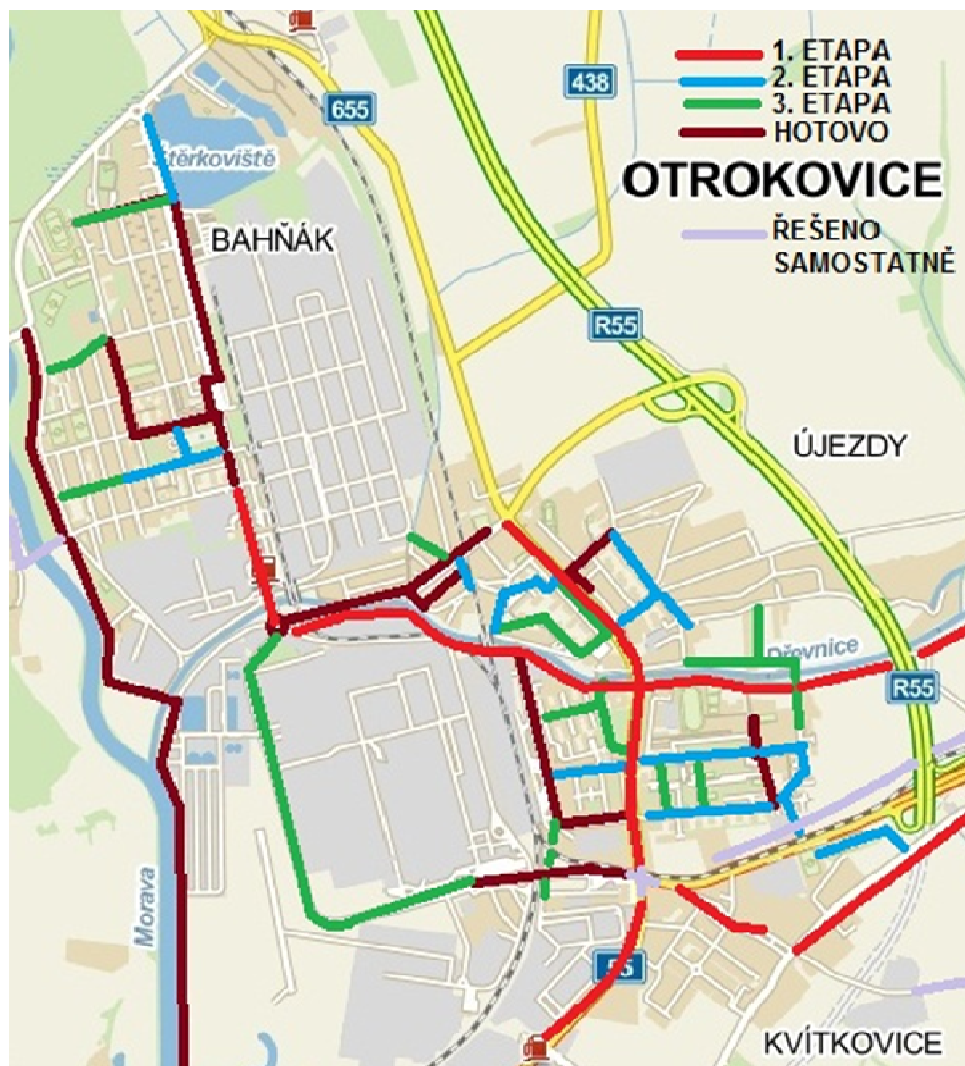 1. ETAPA
2. ETAPA
3. ETAPA
HOTOVO
OTROKOVICE
ŘEŠENO
SAMOSTATNĚ
655
438
Štěrkoviště
BAHŇÁK
R55
ÚJEZDY
Dřevnice
R55
Morava
55
KVÍTKOVICE